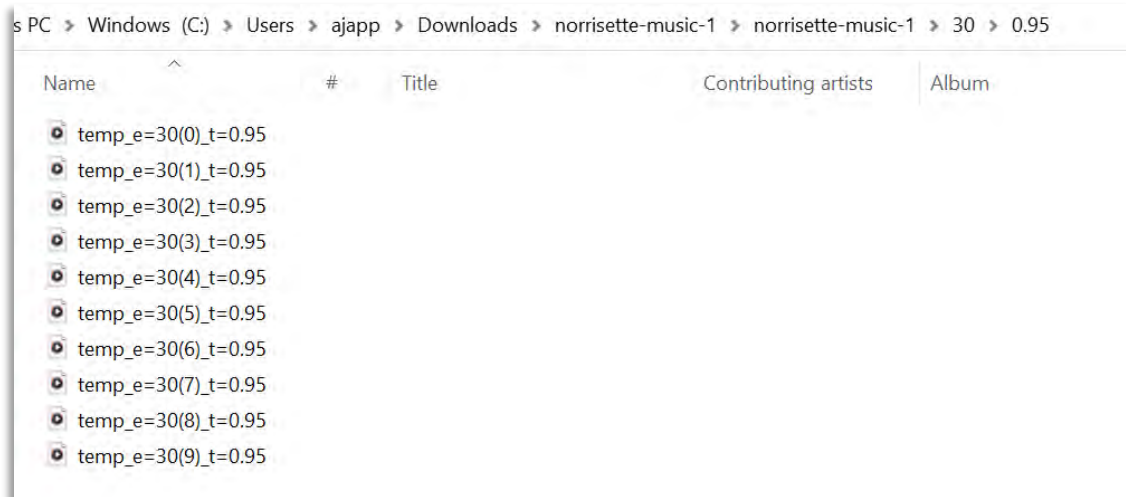 s PC > Windows (C:) > Users > ajapp > Downloads > norrisette-music-1 > norrisette-music-1 > 30 > 0.95
Name # Title Contributing artists Album
temp_e=30(0)_t=0.95
temp_e=30(1)_t=0.95
temp_e=30(2)_t=0.95
temp_e=30(3)_t=0.95
temp_e=30(4)_t=0.95
temp_e=30(5)_t=0.95
temp_e=30(6)_t=0.95
temp_e=30(7)_t=0.95
temp_e=30(8)_t=0.95
temp_e=30(9)_t=0.95